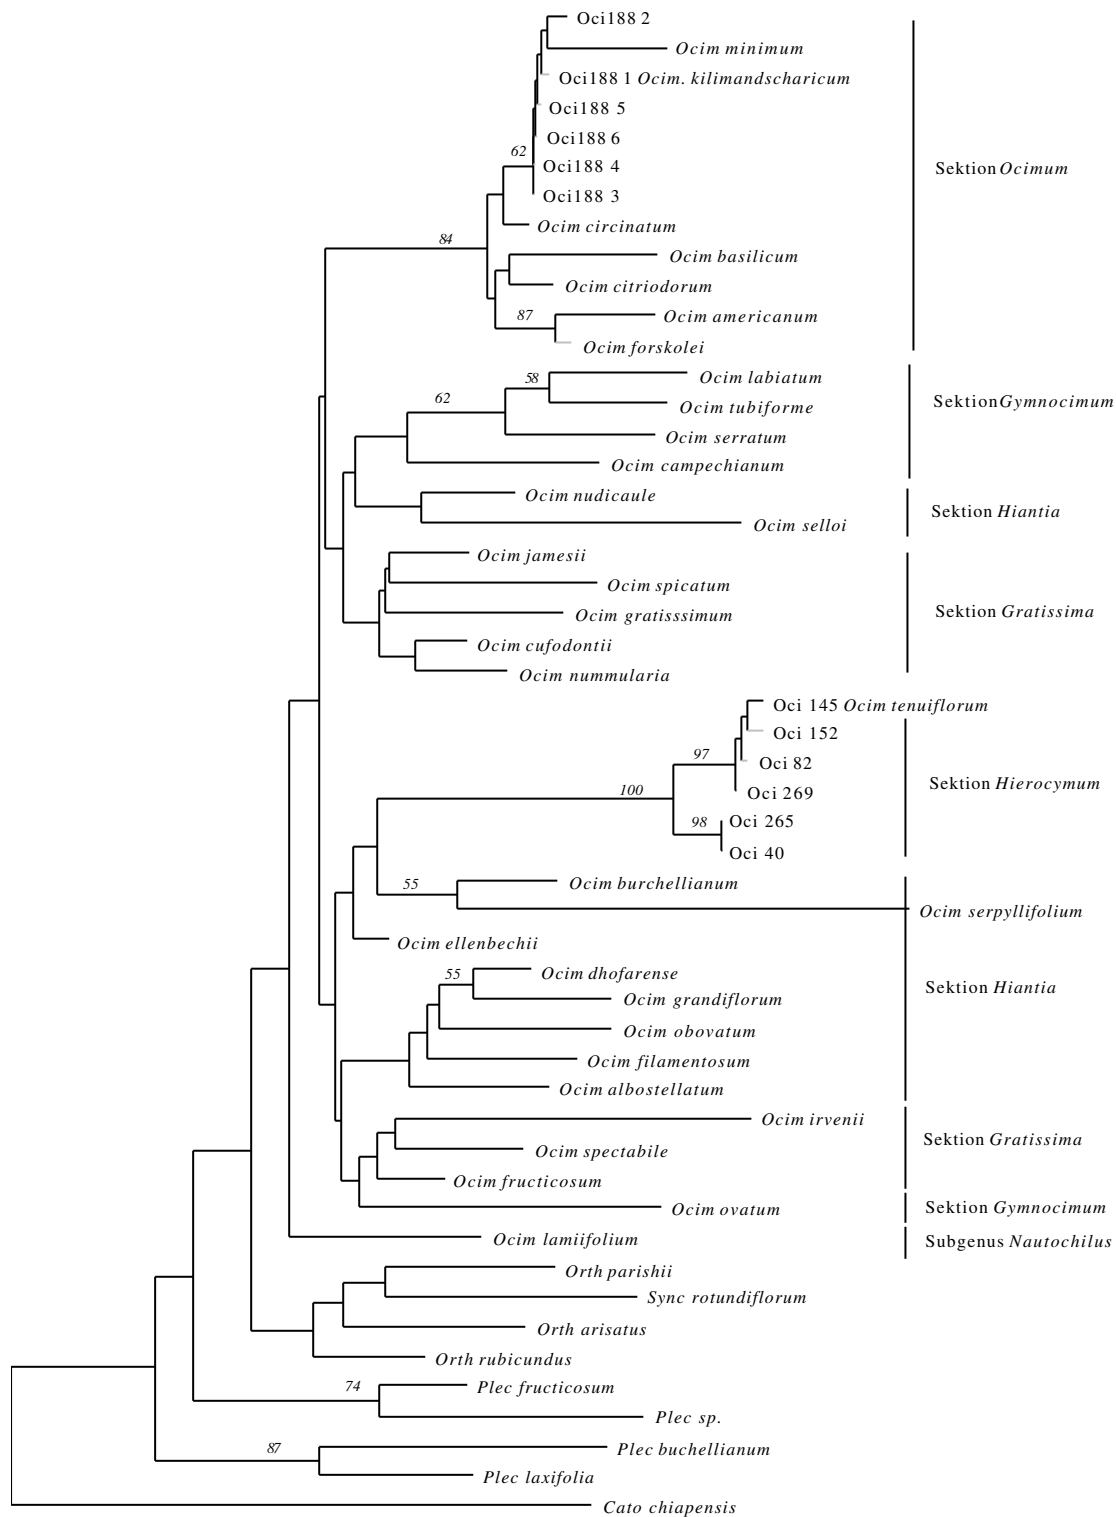 Oci188 2
Ocim minimum
Oci188 1 Ocim. kilimandscharicum
Oci188 5
Oci188 6
62
Oci188 4
Sektion Ocimum
Oci188 3
Ocim circinatum
84
Ocim basilicum
Ocim citriodorum
87
Ocim americanum
Ocim forskolei
58
Ocim labiatum
62
Ocim tubiforme
Sektion Gymnocimum
Ocim serratum
Ocim campechianum
Ocim nudicaule
Sektion Hiantia
Ocim selloi
Ocim jamesii
Ocim spicatum
Ocim gratisssimum
Sektion Gratissima
Ocim cufodontii
Ocim nummularia
Oci 145 Ocim tenuiflorum
Oci 152
97
Oci 82
Sektion Hierocymum
100
Oci 269
98
Oci 265
Oci 40
55
Ocim burchellianum
Ocim serpyllifolium
Ocim ellenbechii
55
Ocim dhofarense
Sektion Hiantia
Ocim grandiflorum
Ocim obovatum
Ocim filamentosum
Ocim albostellatum
Ocim irvenii
Sektion Gratissima
Ocim spectabile
Ocim fructicosum
Ocim ovatum
Sektion Gymnocimum
Ocim lamiifolium
Subgenus Nautochilus
Orth parishii
Sync rotundiflorum
Orth arisatus
Orth rubicundus
74
Plec fructicosum
Plec sp.
87
Plec buchellianum
Plec laxifolia
Cato chiapensis